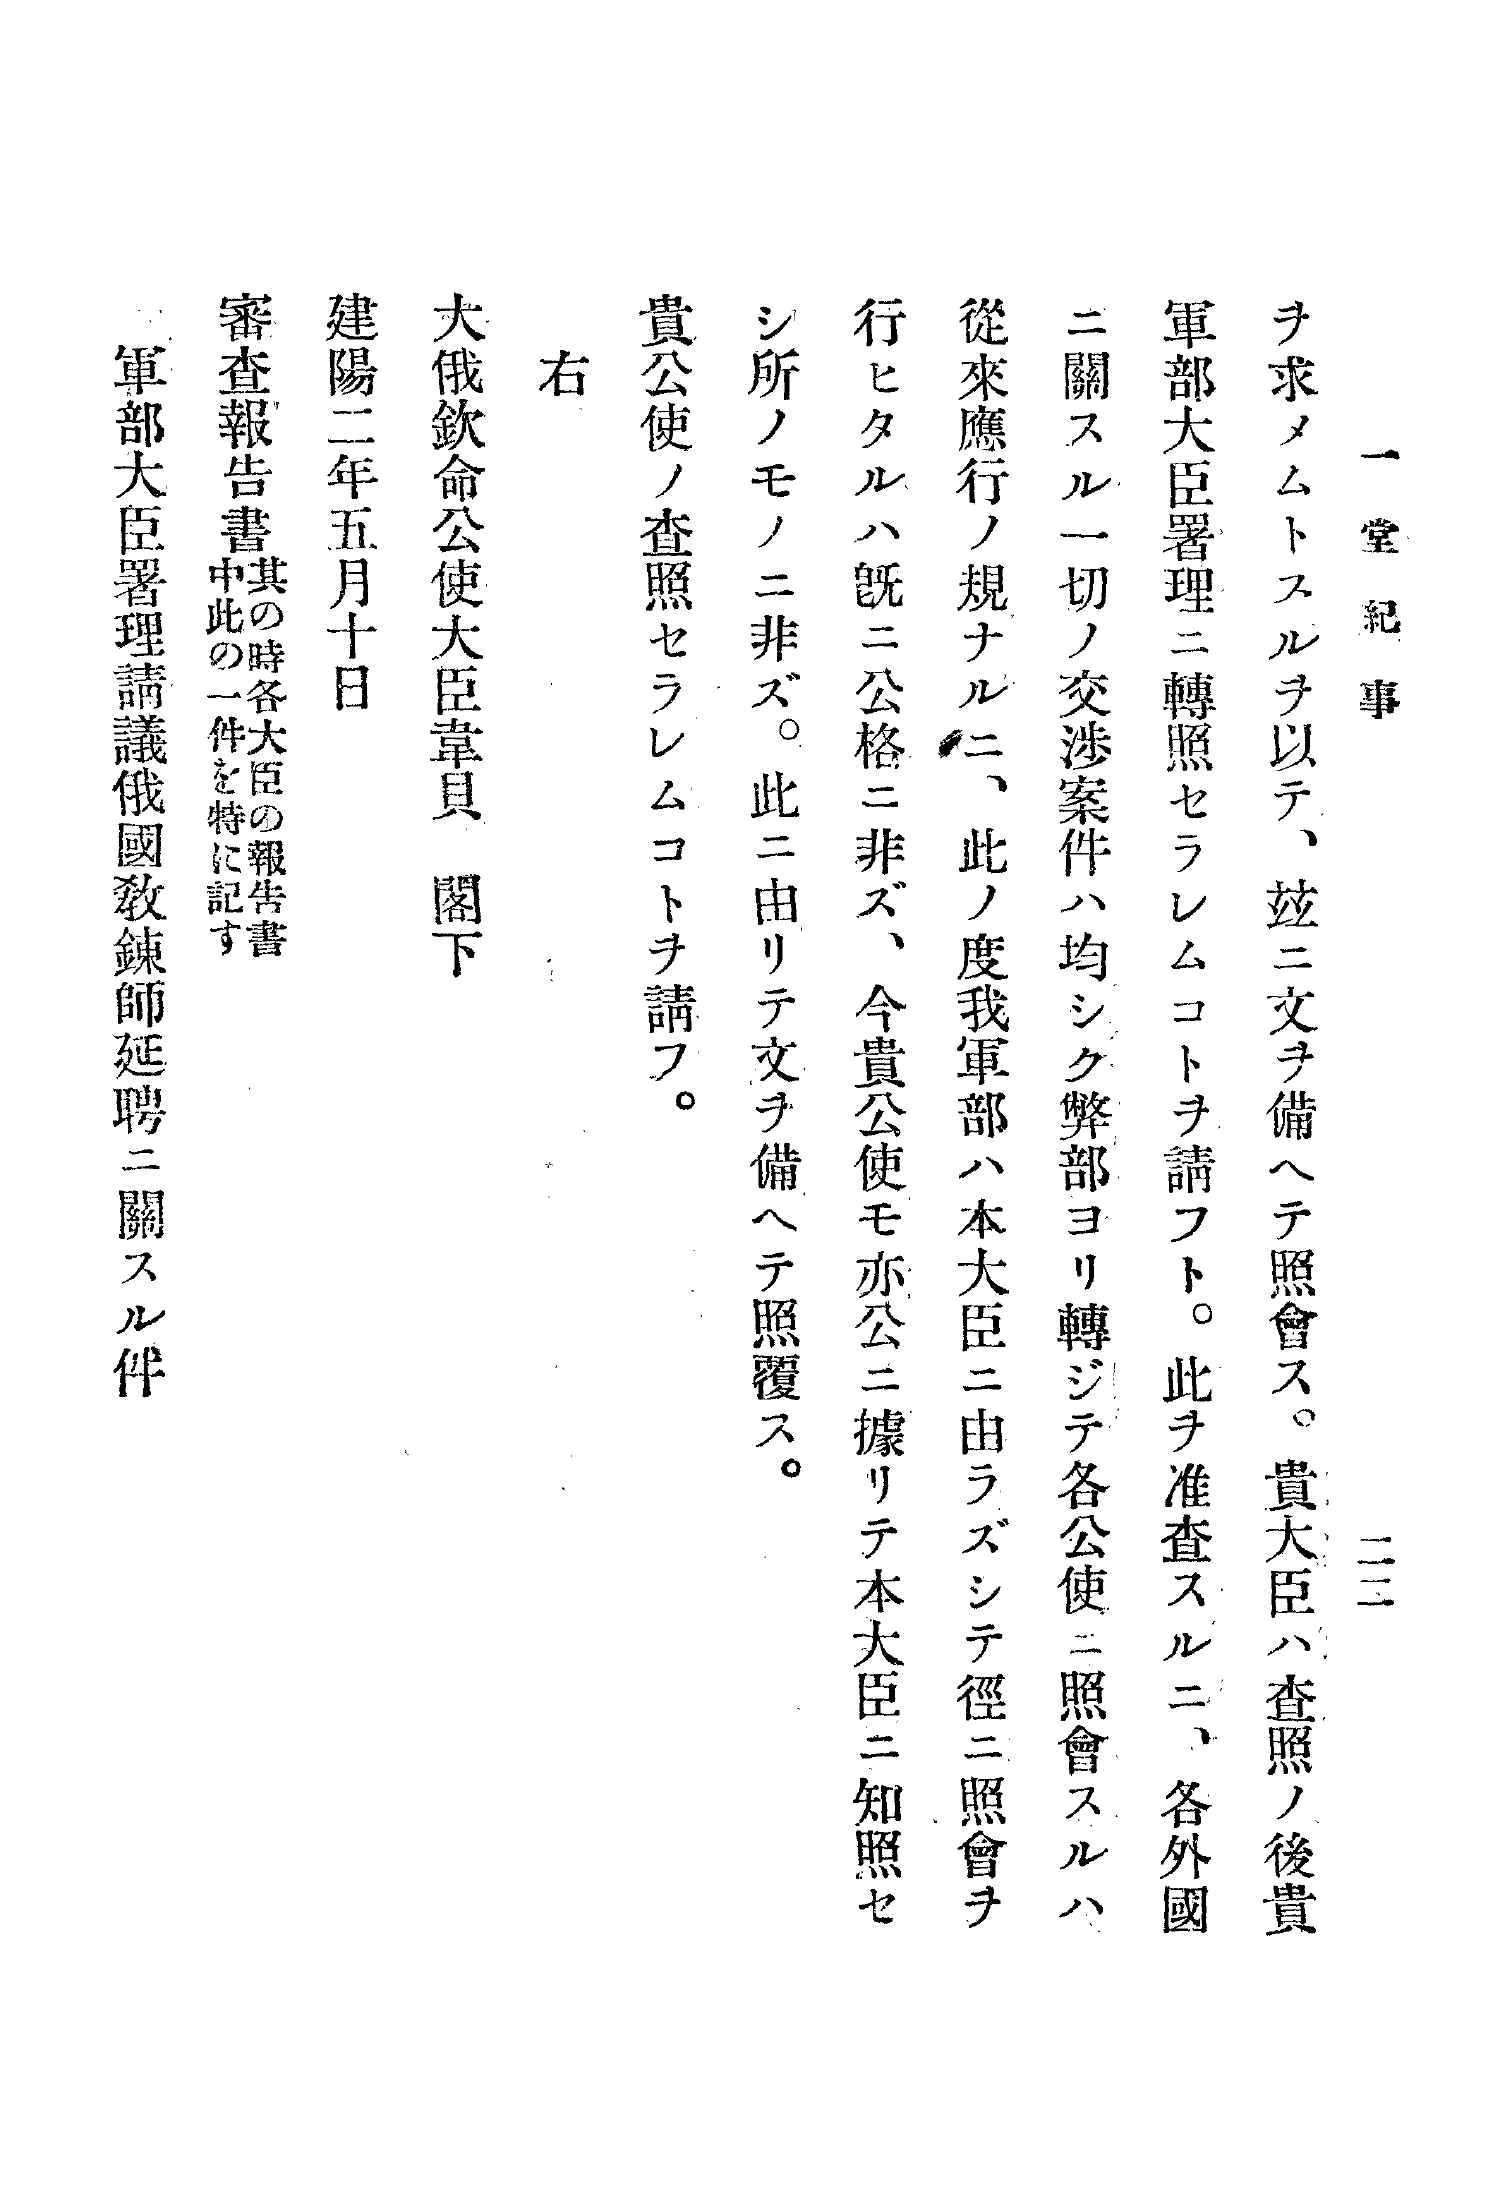 一堂紀事　二二
ヲ求メムトスルヲ以テ、玆ニ文ヲ備ヘテ照會ス。貴大臣ハ查照ノ後貴
軍部大臣署理ニ轉照セラレムコトヲ請フト。此ヲ准查スルニ、各外國
ニ關スル一切ノ交涉案件ハ均シク弊部ヨリ轉ジテ各公使ニ照會スルハ
從來應行ノ規ナルニ、此ノ度我軍部ハ本大臣ニ由ラズシテ徑ニ照會ヲ
行ヒタルハ旣ニ公格ニ非ズ、今貴公使モ亦公ニ據リテ本大臣ニ知照セ
シ所ノモノニ非ズ。此ニ由リテ文ヲ備ヘテ照覆ス。
貴公使ノ查照セラレムコトヲ請フ。
右
大俄欽命公使大臣韋貝　閣下
建陽二年五月十日
審查報告書 其の時各大臣の報告書
中此の一件を特に記す
軍部大臣署理請議俄國敎鍊師延聘ニ關スル件